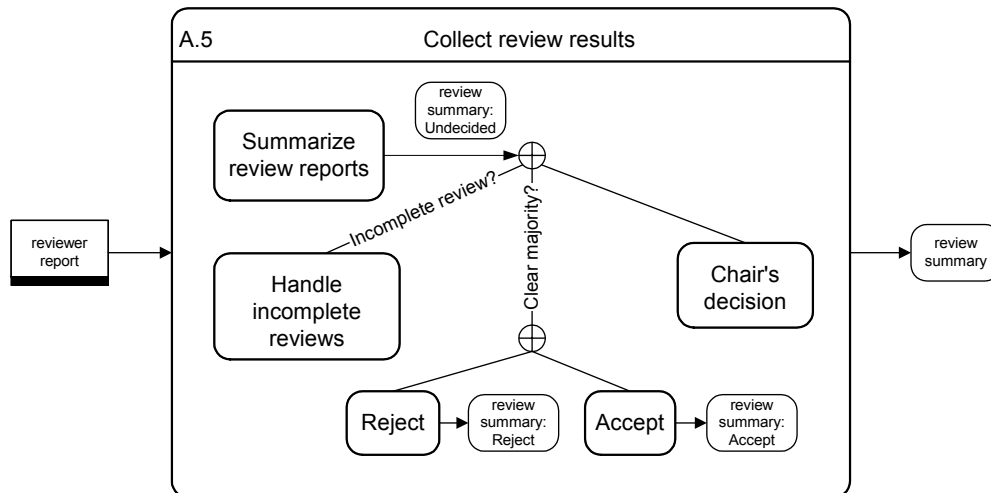 A.5
Collect review results
review
summary:
Undecided
Summarize
review reports
Incomplete review?
Clear majority?
reviewer
report
Handle
incomplete
reviews
Chair's
decision
review
summary
Reject
review
summary:
Reject
Accept
review
summary:
Accept